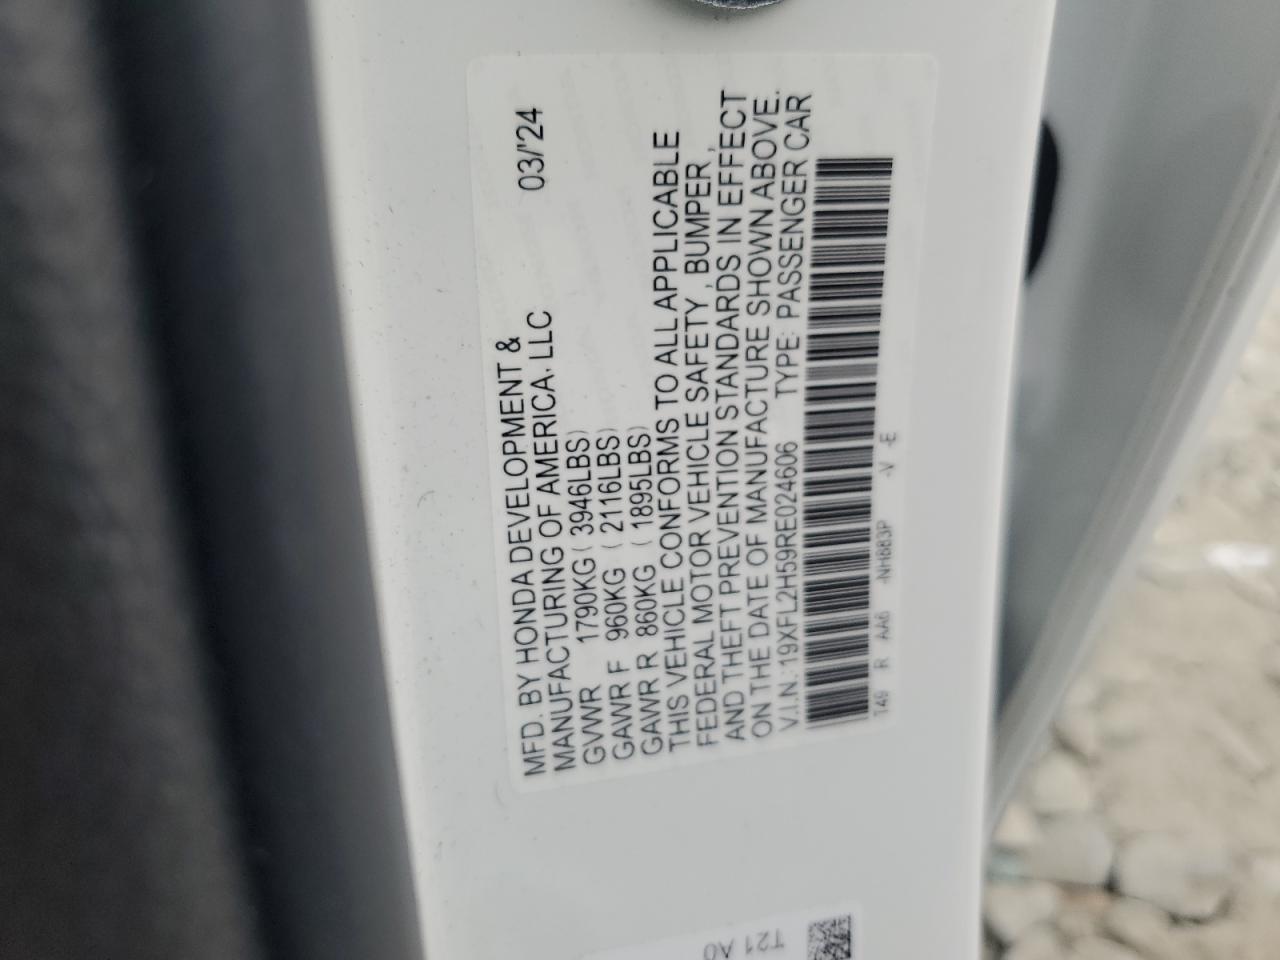 MFD. BY HONDA DEVELOPMENT &
MANUFACTURING OF AMERICA. LLC 03/'24
GVWR 1790KG ( 3946LBS)
GAWR F 960KG ( 2116LBS)
GAWR R 860KG ( 1895LBS)
THIS VEHICLE CONFORMS TO ALL APPLICABLE
FEDERAL MOTOR VEHICLE SAFETY , BUMPER ,
AND THEFT PREVENTION STANDARDS IN EFFECT
ON THE DATE OF MANUFACTURE SHOWN ABOVE.
V.I.N.: 19XFL2H59RE024606 TYPE: PASSENGER CAR
T49 R AA6 -NH883P -V -E
T21 A0